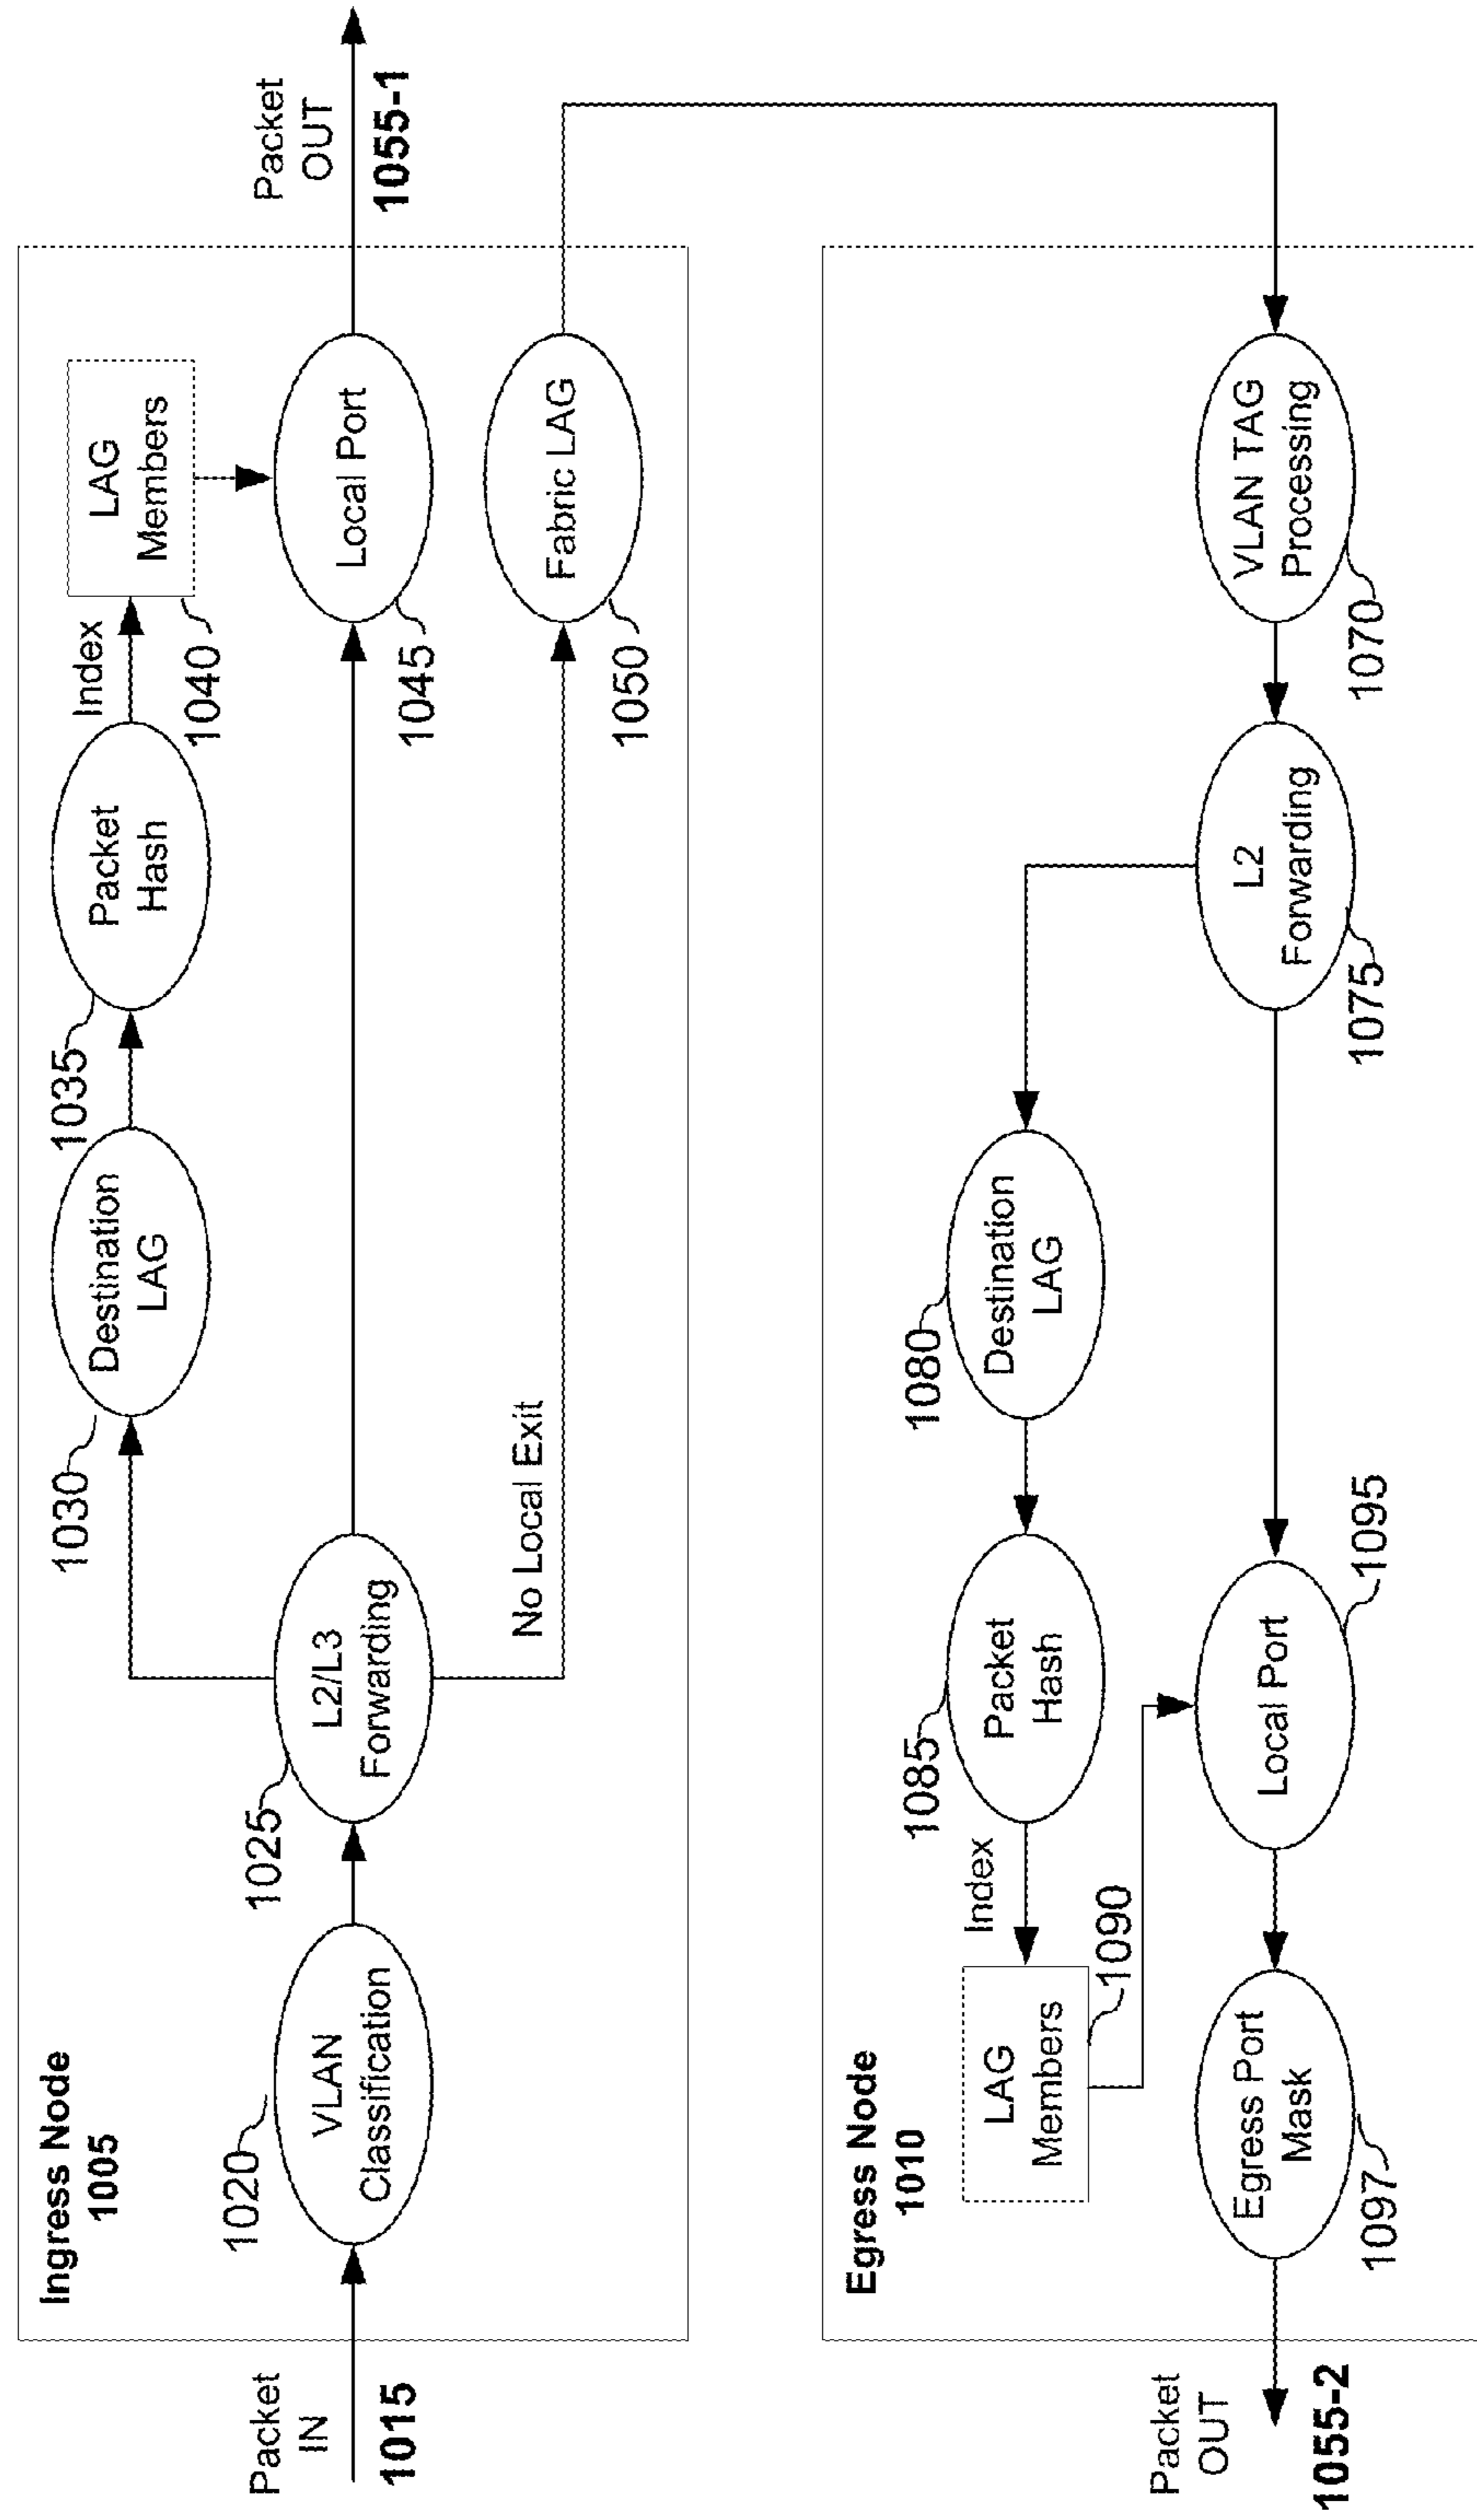 Ingress Node
1005
Packet
IN
1015
VLAN
Classification
1020
L2/L3
Forwarding
1025
Destination
LAG
1030
Packet
Hash
1035
Index
LAG
Members
1040
Local Port
1045
No Local Exit
Fabric LAG
1050
Packet
OUT
1055-1
Egress Node
1010
VLAN TAG
Processing
1070
L2
Forwarding
1075
Destination
LAG
1080
Packet
Hash
1085
Index
LAG
Members
1090
Local Port
1095
Egress Port
Mask
1097
Packet
OUT
1055-2